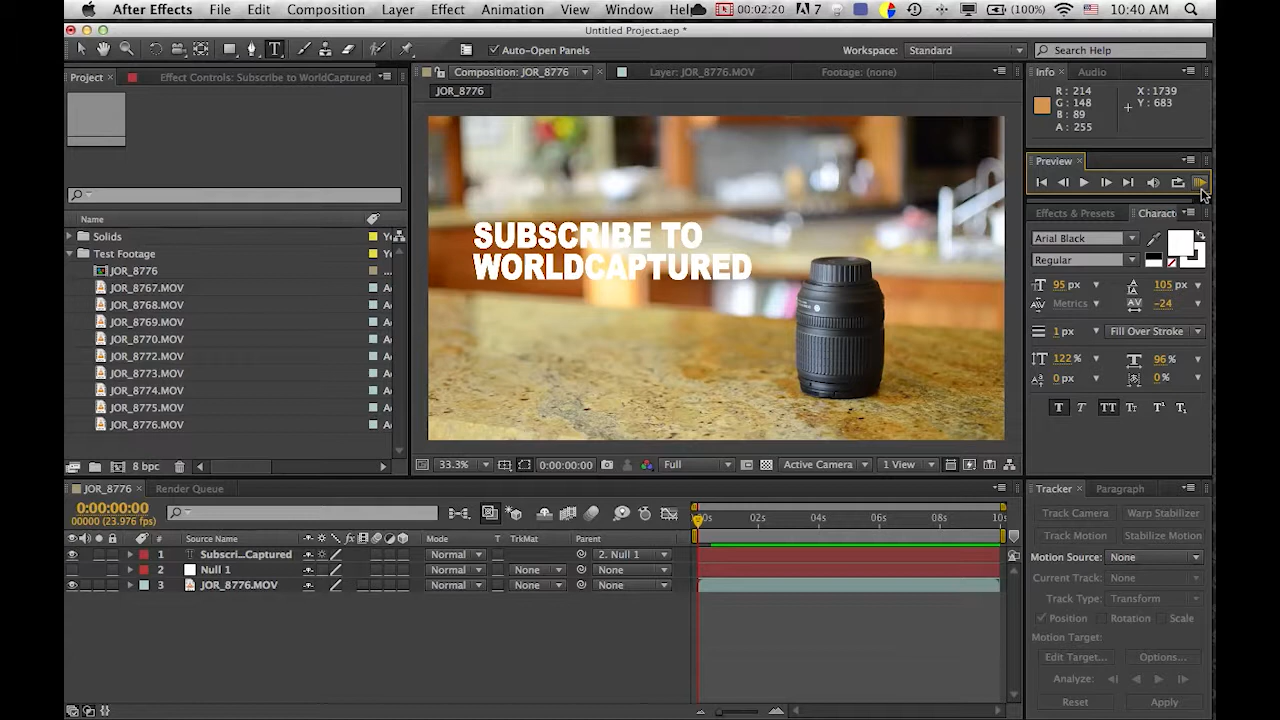 After Effects File Edit Composition Layer Effect Animation View Window Help 00:02:20 7 (100%) 10:40 AM
Untitled Project.aep *
Auto-Open Panels Workspace: Standard Search Help
Project Effect Controls: Subscribe to WorldCaptured
Composition: JOR_8776 Layer: JOR_8776.MOV Footage: (none)
JOR_8776
Info Audio
R : 214 X : 1739
G : 148 Y : 683
B : 89
A : 255
Preview
Effects & Presets Charact
Arial Black
Regular
95 px 105 px
Metrics -24
1 px Fill Over Stroke
122 % 96 %
0 px 0 %
T T TT Tr T¹ T₁
Name
Solids
Test Footage
JOR_8776
JOR_8767.MOV
JOR_8768.MOV
JOR_8769.MOV
JOR_8770.MOV
JOR_8772.MOV
JOR_8773.MOV
JOR_8774.MOV
JOR_8775.MOV
JOR_8776.MOV
8 bpc
SUBSCRIBE TO
WORLDCAPTURED
33.3% 0:00:00:00 Full Active Camera 1 View
JOR_8776 Render Queue
0:00:00:00
00000 (23.976 fps)
02s 04s 06s 08s 10s
# Source Name Mode T TrkMat Parent
1 T Subscri...Captured Normal 2. Null 1
2 Null 1 Normal None None
3 JOR_8776.MOV Normal None None
Tracker Paragraph
Track Camera Warp Stabilizer
Track Motion Stabilize Motion
Motion Source: None
Current Track: None
Track Type: Transform
Position Rotation Scale
Motion Target:
Edit Target... Options...
Analyze:
Reset Apply